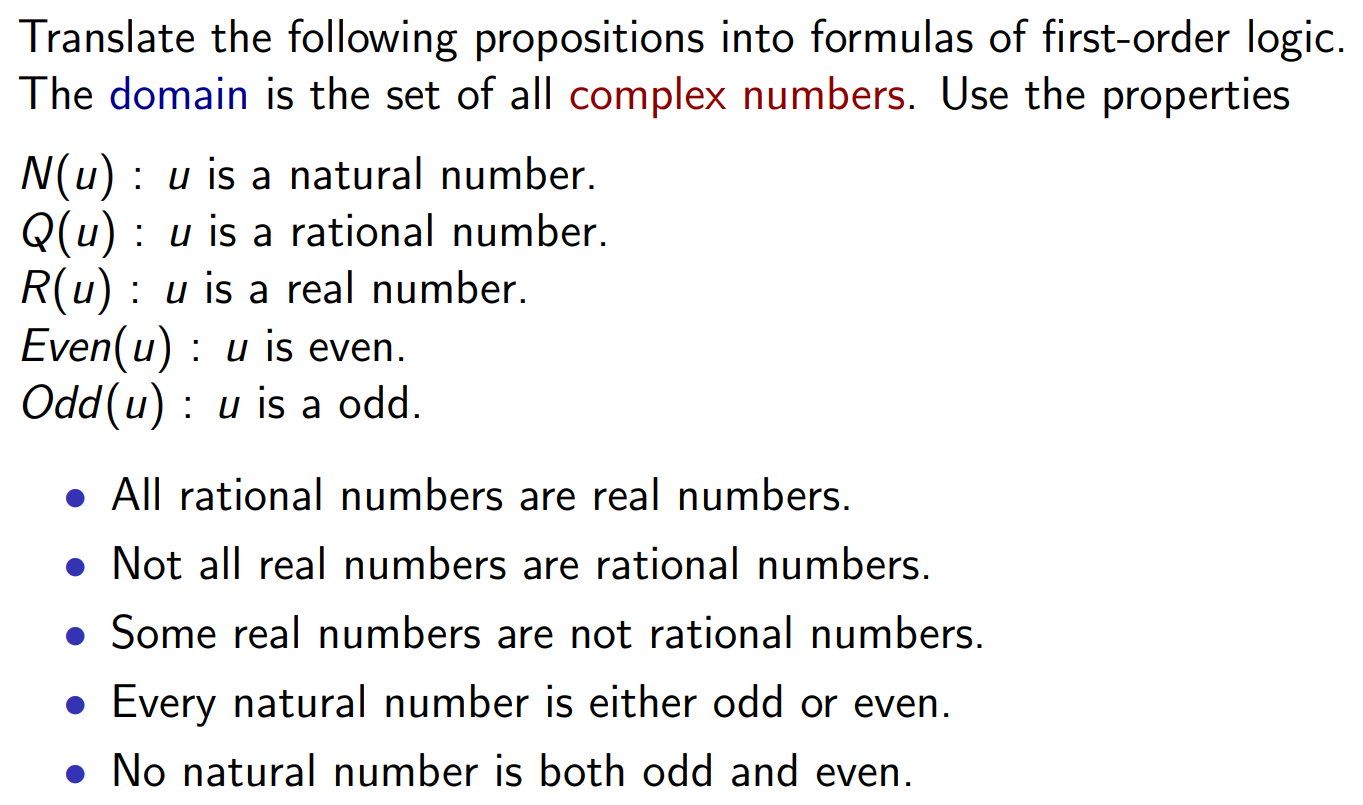 Translate the following propositions into formulas of first-order logic.
The domain is the set of all complex numbers. Use the properties
N(u) : u is a natural number.
Q(u) : u is a rational number.
R(u) : u is a real number.
Even(u) : u is even.
Odd(u) : u is a odd.
• All rational numbers are real numbers.
• Not all real numbers are rational numbers.
• Some real numbers are not rational numbers.
• Every natural number is either odd or even.
• No natural number is both odd and even.